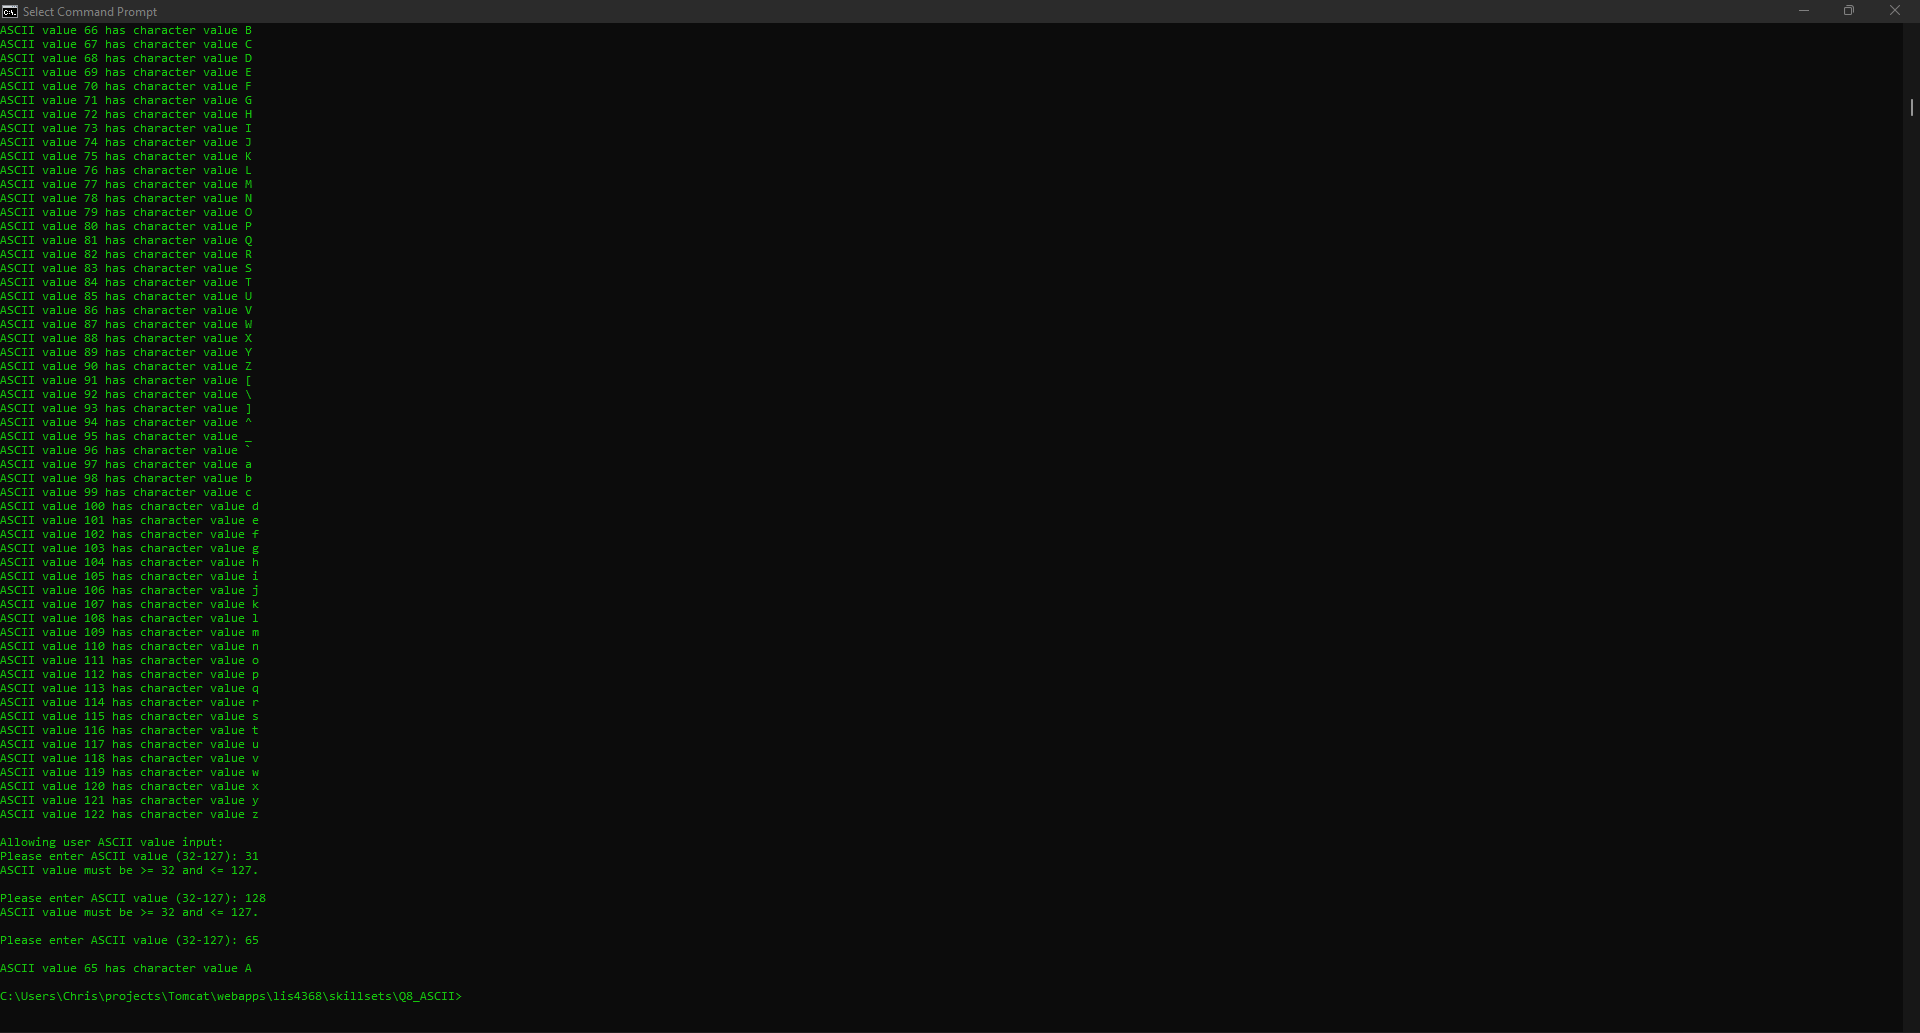 Select Command Prompt
ASCII value 66 has character value B
ASCII value 67 has character value C
ASCII value 68 has character value D
ASCII value 69 has character value E
ASCII value 70 has character value F
ASCII value 71 has character value G
ASCII value 72 has character value H
ASCII value 73 has character value I
ASCII value 74 has character value J
ASCII value 75 has character value K
ASCII value 76 has character value L
ASCII value 77 has character value M
ASCII value 78 has character value N
ASCII value 79 has character value O
ASCII value 80 has character value P
ASCII value 81 has character value Q
ASCII value 82 has character value R
ASCII value 83 has character value S
ASCII value 84 has character value T
ASCII value 85 has character value U
ASCII value 86 has character value V
ASCII value 87 has character value W
ASCII value 88 has character value X
ASCII value 89 has character value Y
ASCII value 90 has character value Z
ASCII value 91 has character value [
ASCII value 92 has character value \
ASCII value 93 has character value ]
ASCII value 94 has character value ^
ASCII value 95 has character value _
ASCII value 96 has character value `
ASCII value 97 has character value a
ASCII value 98 has character value b
ASCII value 99 has character value c
ASCII value 100 has character value d
ASCII value 101 has character value e
ASCII value 102 has character value f
ASCII value 103 has character value g
ASCII value 104 has character value h
ASCII value 105 has character value i
ASCII value 106 has character value j
ASCII value 107 has character value k
ASCII value 108 has character value l
ASCII value 109 has character value m
ASCII value 110 has character value n
ASCII value 111 has character value o
ASCII value 112 has character value p
ASCII value 113 has character value q
ASCII value 114 has character value r
ASCII value 115 has character value s
ASCII value 116 has character value t
ASCII value 117 has character value u
ASCII value 118 has character value v
ASCII value 119 has character value w
ASCII value 120 has character value x
ASCII value 121 has character value y
ASCII value 122 has character value z
Allowing user ASCII value input:
Please enter ASCII value (32-127): 31
ASCII value must be >= 32 and <= 127.
Please enter ASCII value (32-127): 128
ASCII value must be >= 32 and <= 127.
Please enter ASCII value (32-127): 65
ASCII value 65 has character value A
C:\Users\Chris\projects\Tomcat\webapps\lis4368\skillsets\Q8_ASCII>